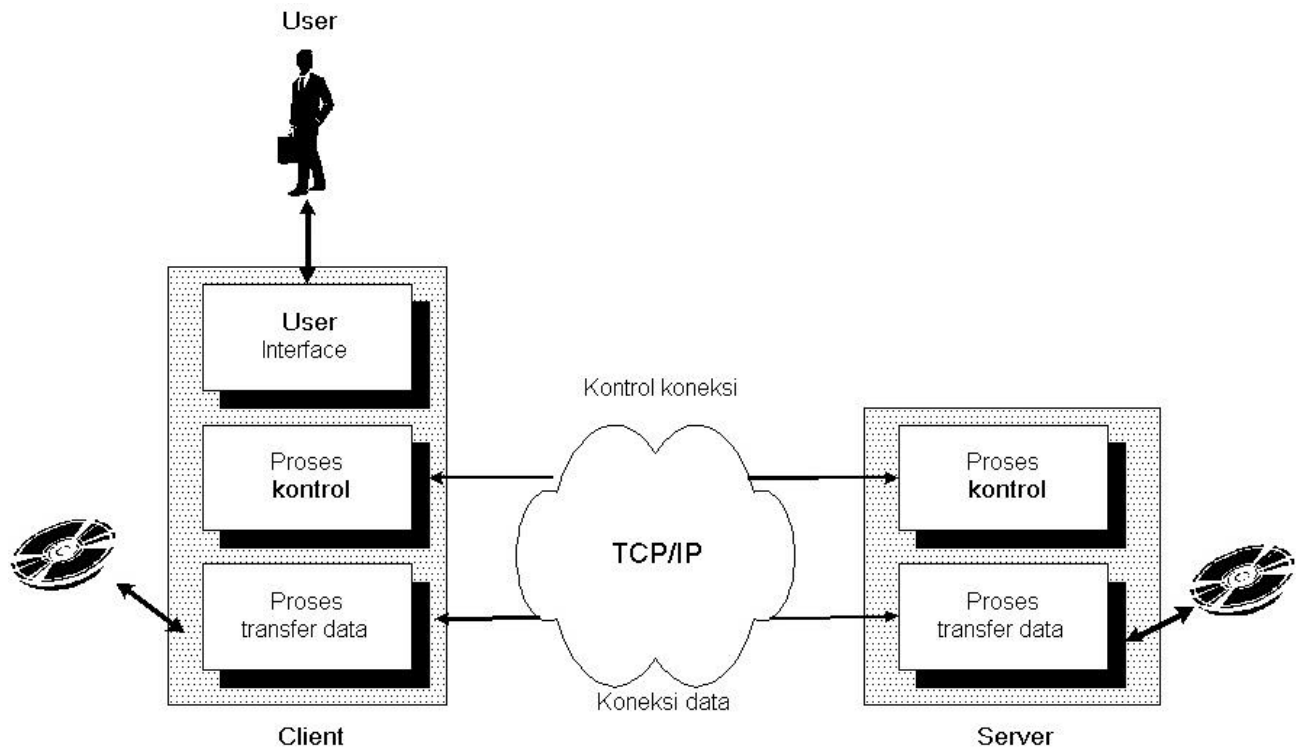 User
User
Interface
Kontrol koneksi
Proses
kontrol
Proses
kontrol
TCP/IP
Proses
transfer data
Proses
transfer data
Koneksi data
Client
Server